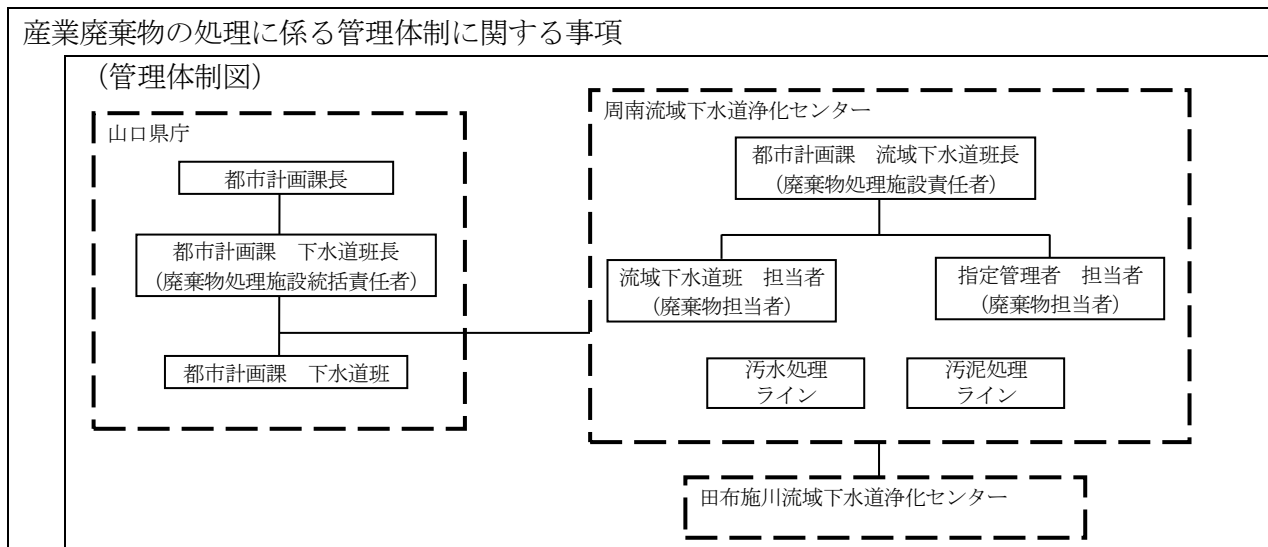 産業廃棄物の処理に係る管理体制に関する事項
（管理体制図）
山口県庁
都市計画課長
都市計画課　下水道班長
（廃棄物処理施設統括責任者）
都市計画課　下水道班
周南流域下水道浄化センター
都市計画課　流域下水道班長
（廃棄物処理施設責任者）
流域下水道班　担当者
（廃棄物担当者）
指定管理者　担当者
（廃棄物担当者）
汚水処理
ライン
汚泥処理
ライン
田布施川流域下水道浄化センター